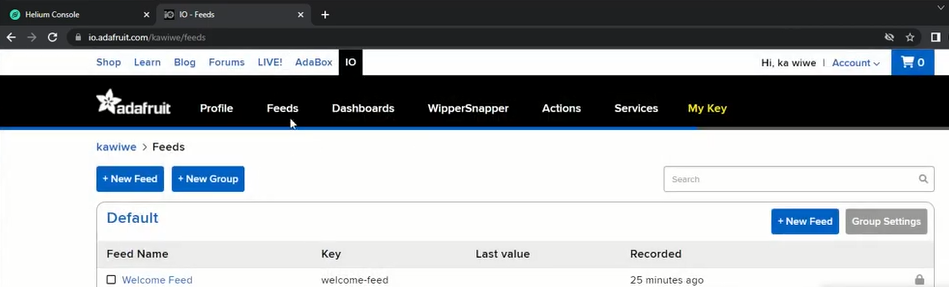 Helium Console × IO - Feeds × +
io.adafruit.com/kawiwe/feeds
Shop Learn Blog Forums LIVE! AdaBox IO Hi, ka wiwe | Account 0
adafruit Profile Feeds Dashboards WipperSnapper Actions Services My Key
kawiwe > Feeds
+ New Feed + New Group Search
Default + New Feed Group Settings
Feed Name Key Last value Recorded
Welcome Feed welcome-feed 25 minutes ago